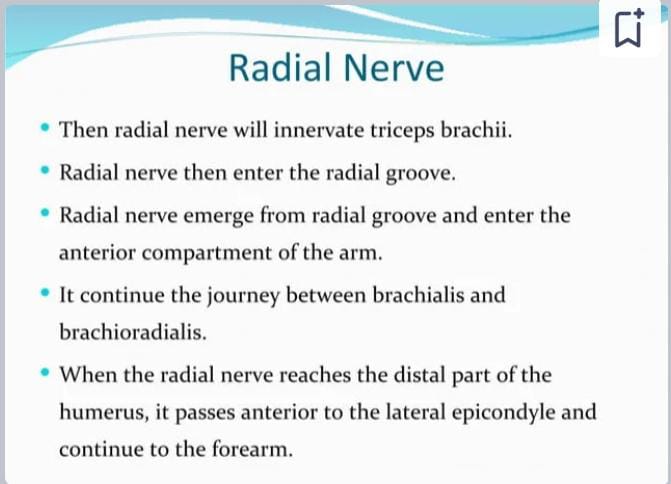 Radial Nerve
• Then radial nerve will innervate triceps brachii.
• Radial nerve then enter the radial groove.
• Radial nerve emerge from radial groove and enter the
anterior compartment of the arm.
• It continue the journey between brachialis and
brachioradialis.
• When the radial nerve reaches the distal part of the
humerus, it passes anterior to the lateral epicondyle and
continue to the forearm.